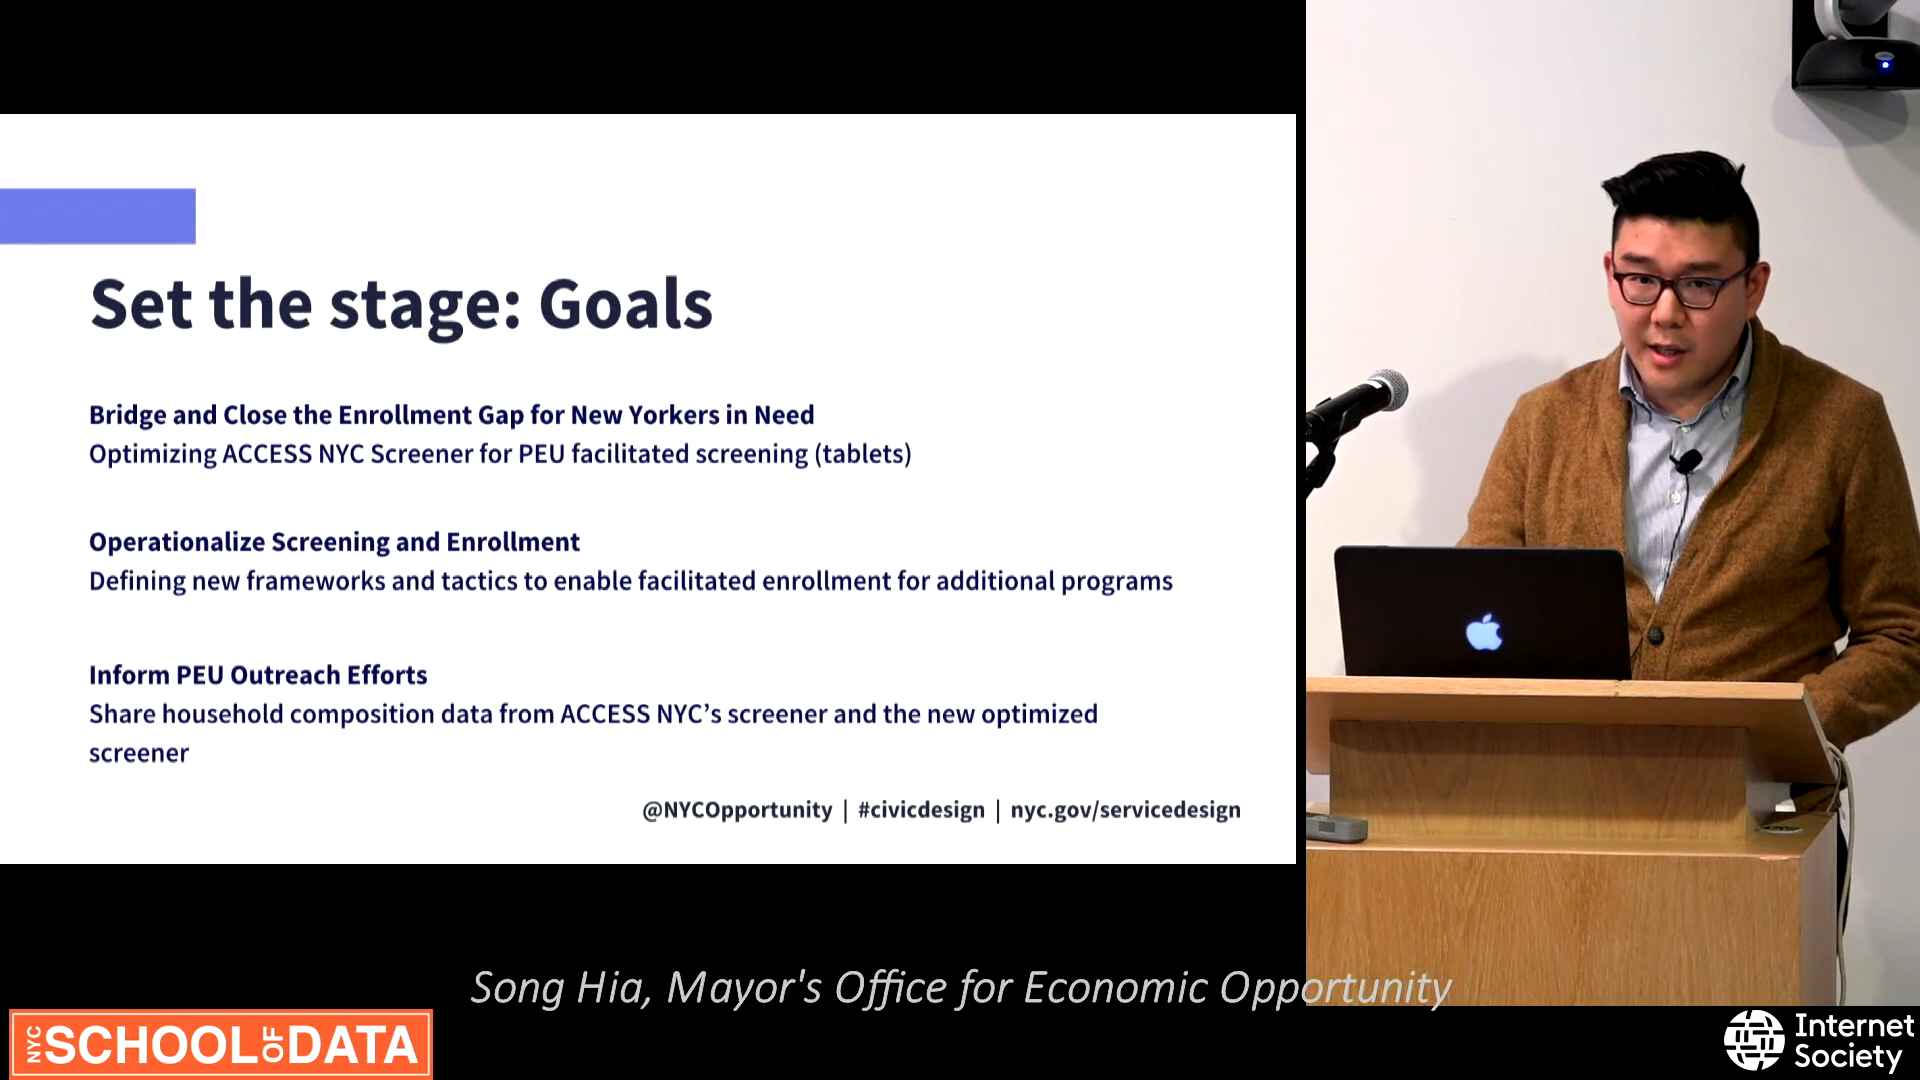 Set the stage: Goals
Bridge and Close the Enrollment Gap for New Yorkers in Need
Optimizing ACCESS NYC Screener for PEU facilitated screening (tablets)
Operationalize Screening and Enrollment
Defining new frameworks and tactics to enable facilitated enrollment for additional programs
Inform PEU Outreach Efforts
Share household composition data from ACCESS NYC’s screener and the new optimized
screener
@NYCOpportunity | #civicdesign | nyc.gov/servicedesign
Song Hia, Mayor's Office for Economic Opportunity
NYC SCHOOL OF DATA
Internet
Society